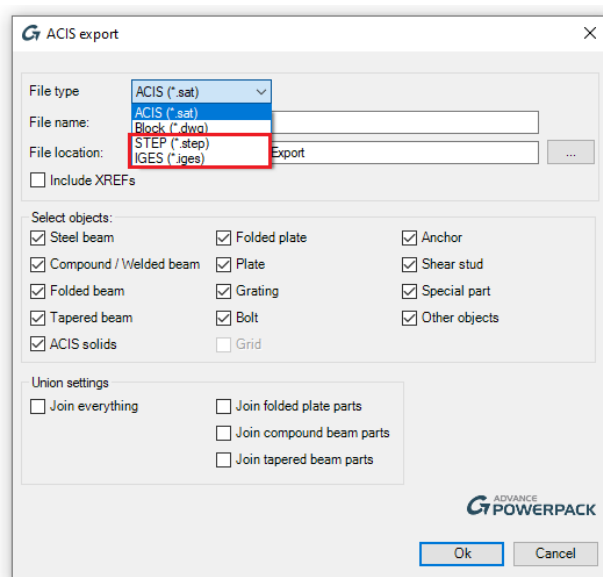 ACIS export
File type
ACIS (*.sat)
ACIS (*.sat)
File name:
Block (*.dwg)
STEP (*.step)
File location:
Export
...
IGES (*.iges)
Include XREFs
Select objects:
Steel beam
Folded plate
Anchor
Compound / Welded beam
Plate
Shear stud
Folded beam
Grating
Special part
Tapered beam
Bolt
Other objects
ACIS solids
Grid
Union settings
Join everything
Join folded plate parts
Join compound beam parts
Join tapered beam parts
ADVANCE
POWERPACK
Ok
Cancel